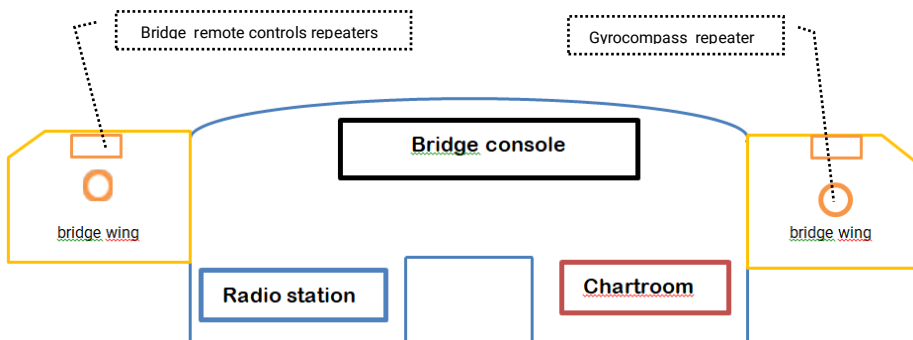 Bridge remote controls repeaters
Gyrocompass repeater
Bridge console
bridge wing
bridge wing
Radio station
Chartroom